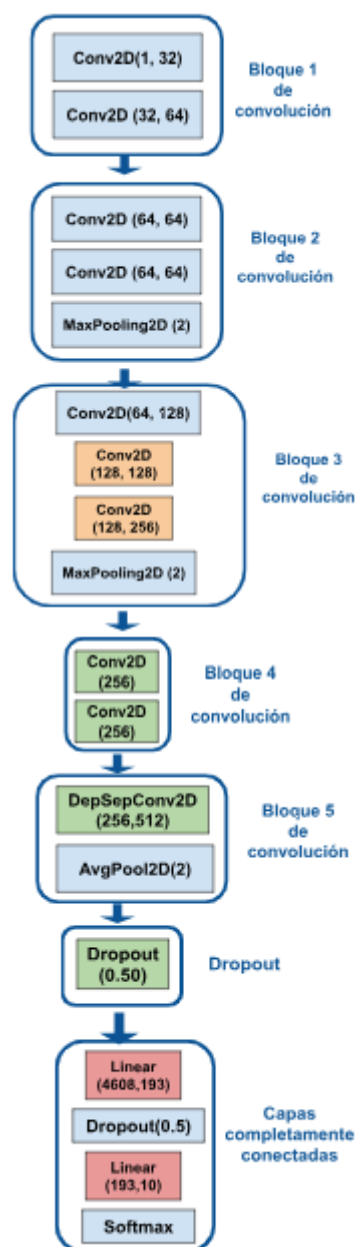 Conv2D(1, 32)
Conv2D (32, 64)
Bloque 1
de
convolución
Conv2D (64, 64)
Conv2D (64, 64)
MaxPooling2D (2)
Bloque 2
de
convolución
Conv2D(64, 128)
Conv2D
(128, 128)
Conv2D
(128, 256)
MaxPooling2D (2)
Bloque 3
de
convolución
Conv2D
(256)
Conv2D
(256)
Bloque 4
de
convolución
DepSepConv2D
(256,512)
AvgPool2D(2)
Bloque 5
de
convolución
Dropout
(0.50)
Dropout
Linear
(4608,193)
Dropout(0.5)
Linear
(193,10)
Softmax
Capas
completamente
conectadas